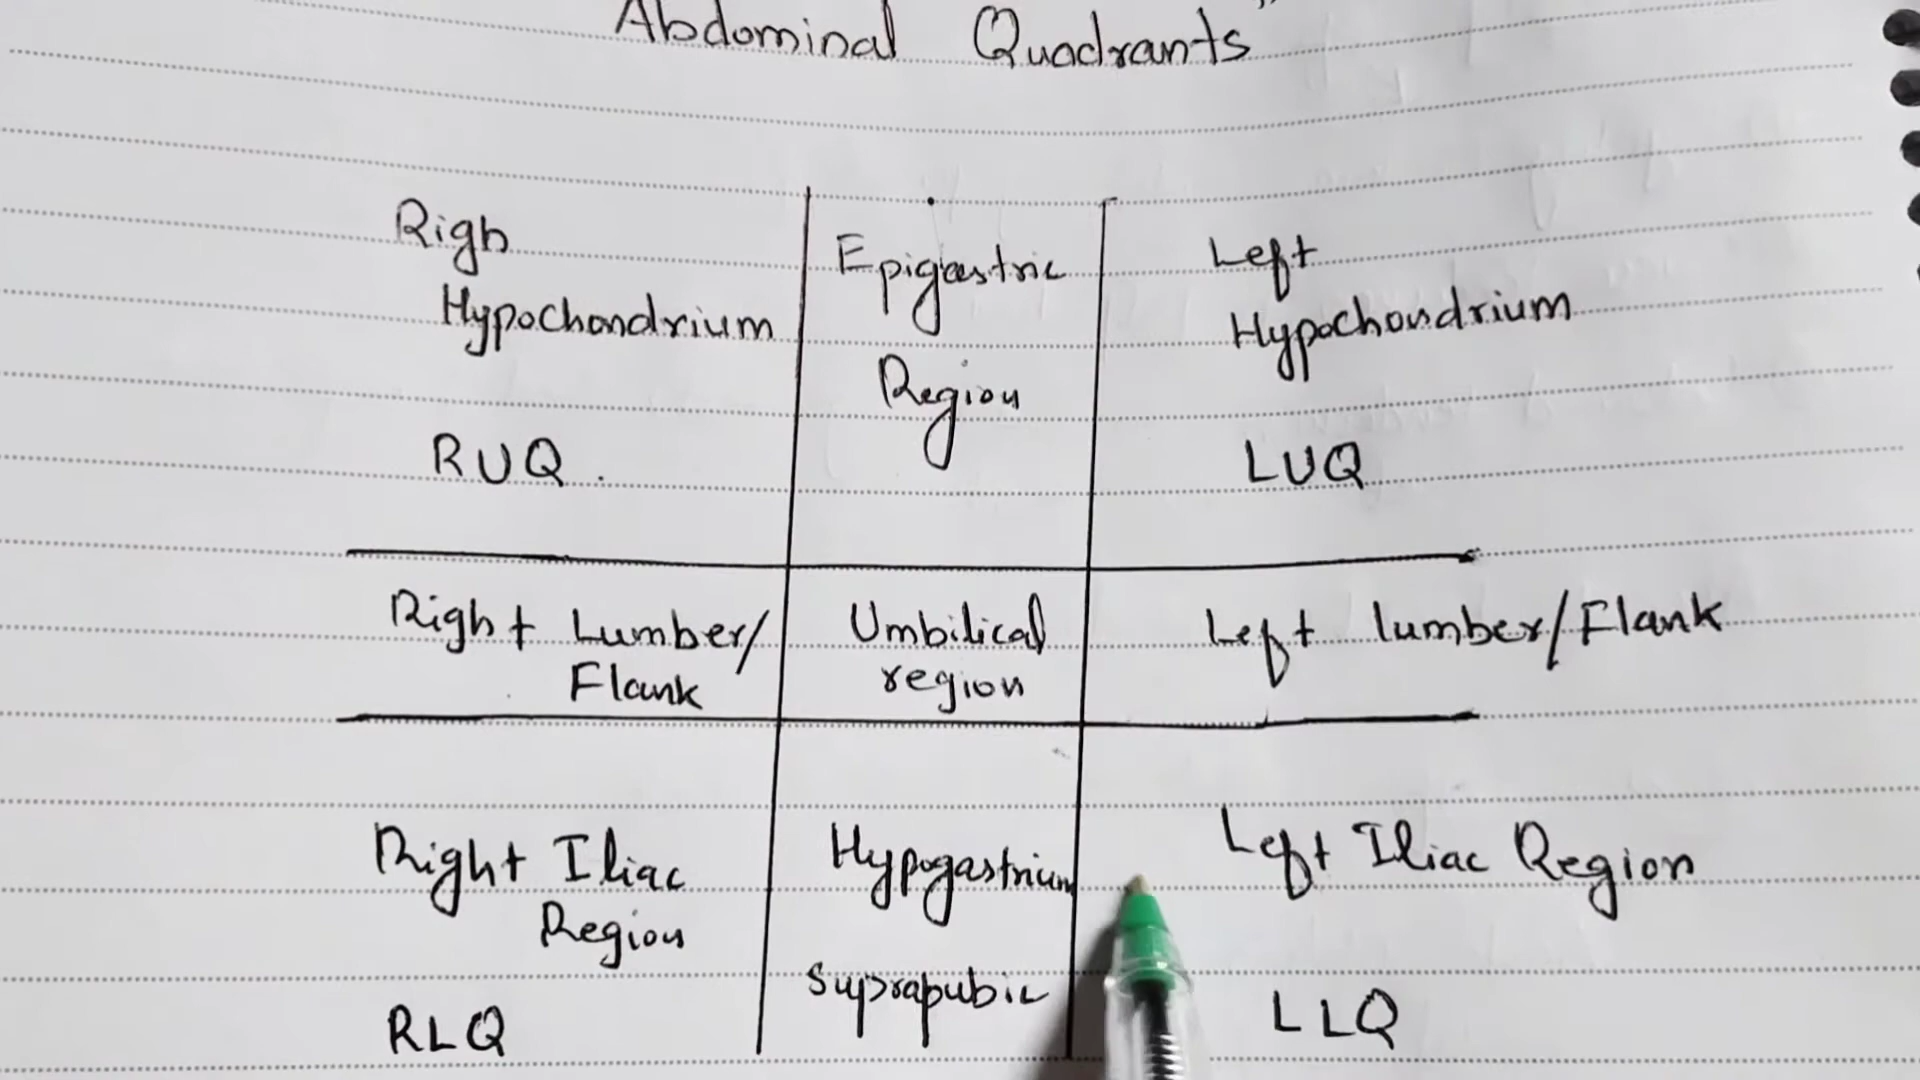 Abdominal Quadrants"
Righ
Hypochondrium
RUQ.
Epigastric
Region
Left
Hypochondrium
LUQ
Right Lumber/
Flank
Umbilical
region
Left lumber/Flank
Right Iliac
Region
RLQ
Hypogastrium
Suprapubic
Left Iliac Region
LLQ